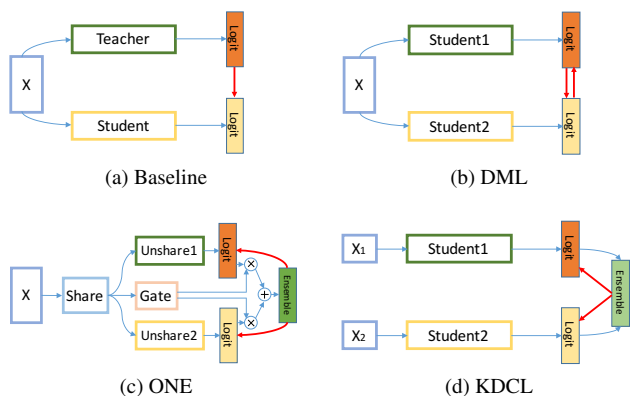 X
Teacher
Logit
Student
Logit
(a) Baseline
X
Student1
Logit
Student2
Logit
(b) DML
X
Share
Unshare1
Gate
Unshare2
Logit
Logit
×
+
×
Ensemble
(c) ONE
X1
Student1
Logit
X2
Student2
Logit
Ensemble
(d) KDCL